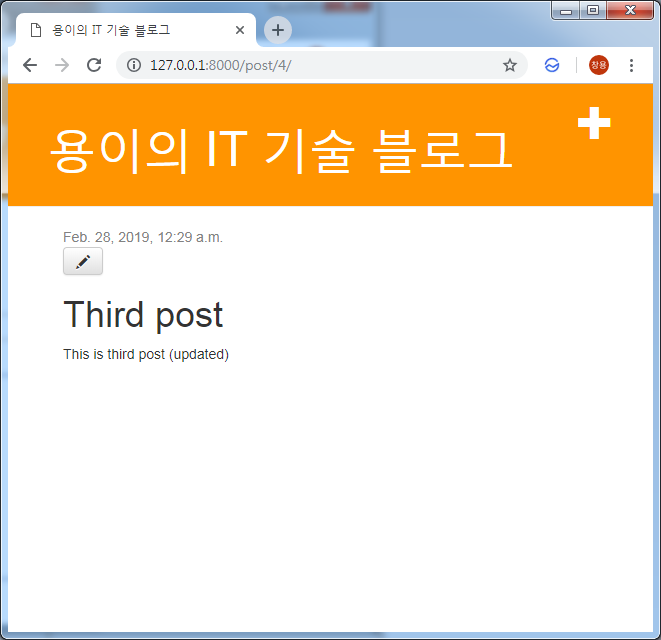 용이의 IT 기술 블로그
127.0.0.1:8000/post/4/
창용
용이의 IT 기술 블로그
Feb. 28, 2019, 12:29 a.m.
Third post
This is third post (updated)